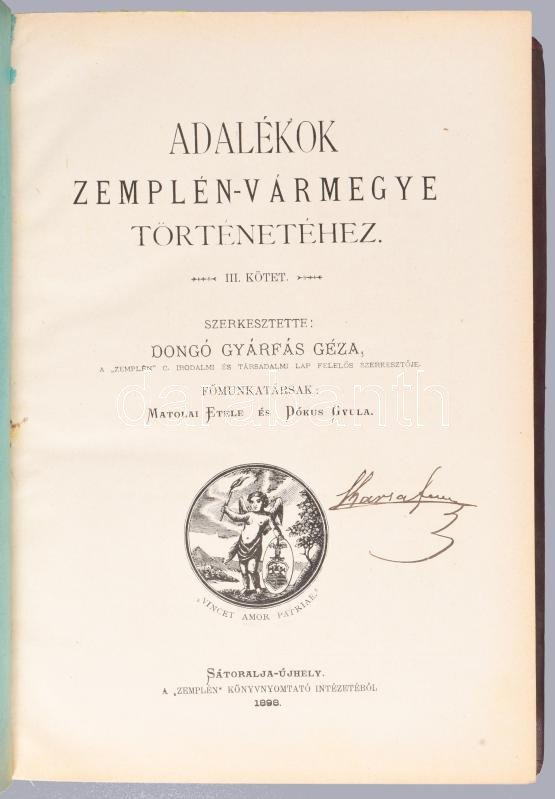 ADALÉKOK
ZEMPLÉN-VÁRMEGYE
TÖRTÉNETÉHEZ.
III. KÖTET.
SZERKESZTETTE:
DONGÓ GYÁRFÁS GÉZA,
A „ZEMPLÉN" C. IRODALMI ÉS TÁRSADALMI LAP FELELŐS SZERKESZTŐJE.
FŐMUNKATÁRSAK:
MATOLAI ETELE ÉS DÓKUS GYULA.
darabanth
„VINCET AMOR PATRIAE."
SÁTORALJA-ÚJHELY.
A „ZEMPLÉN" KÖNYVNYOMTATÓ INTÉZETÉBŐL
1898.